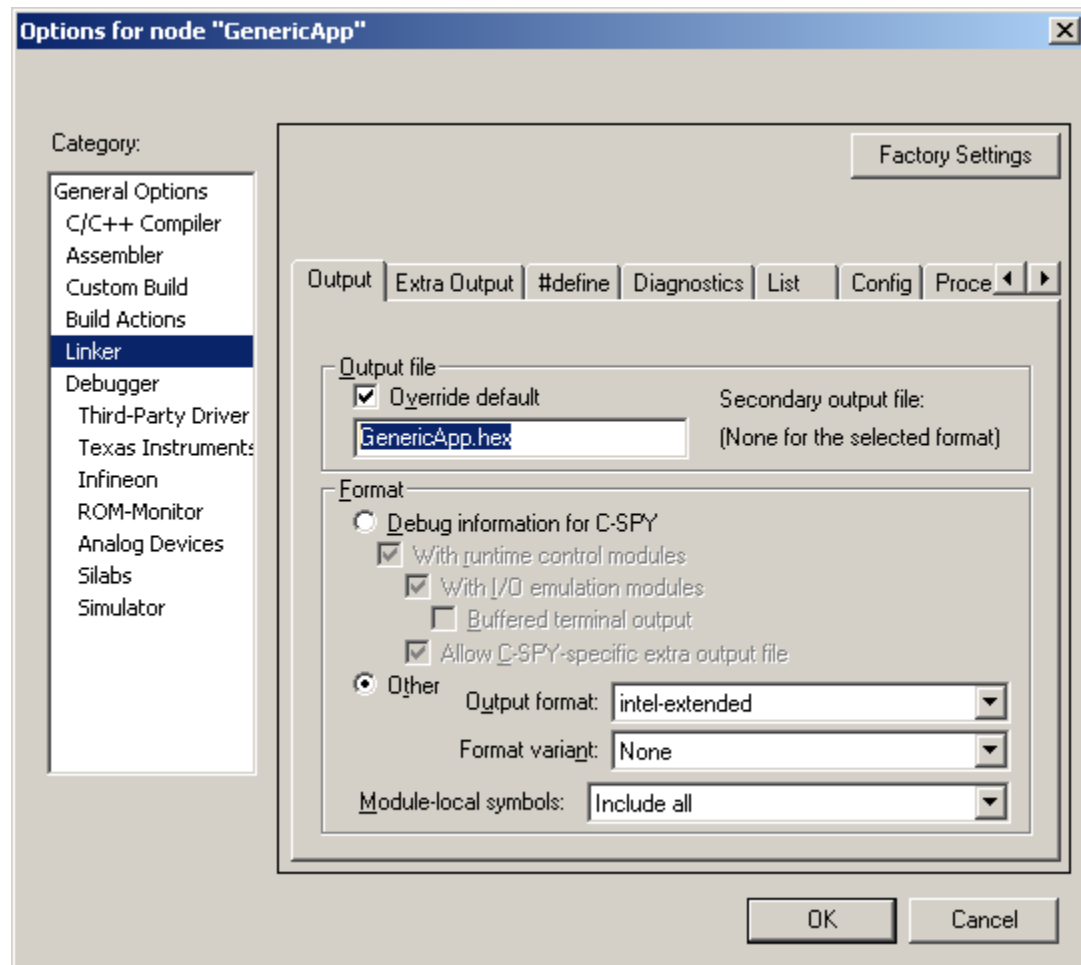 Options for node "GenericApp"
Category:
General Options
C/C++ Compiler
Assembler
Custom Build
Build Actions
Linker
Debugger
Third-Party Driver
Texas Instruments
Infineon
ROM-Monitor
Analog Devices
Silabs
Simulator
Factory Settings
Output Extra Output #define Diagnostics List Config Proce
Output file
Override default
GenericApp.hex
Secondary output file:
(None for the selected format)
Format
Debug information for C-SPY
With runtime control modules
With I/O emulation modules
Buffered terminal output
Allow C-SPY-specific extra output file
Other
Output format: intel-extended
Format variant: None
Module-local symbols: Include all
OK Cancel